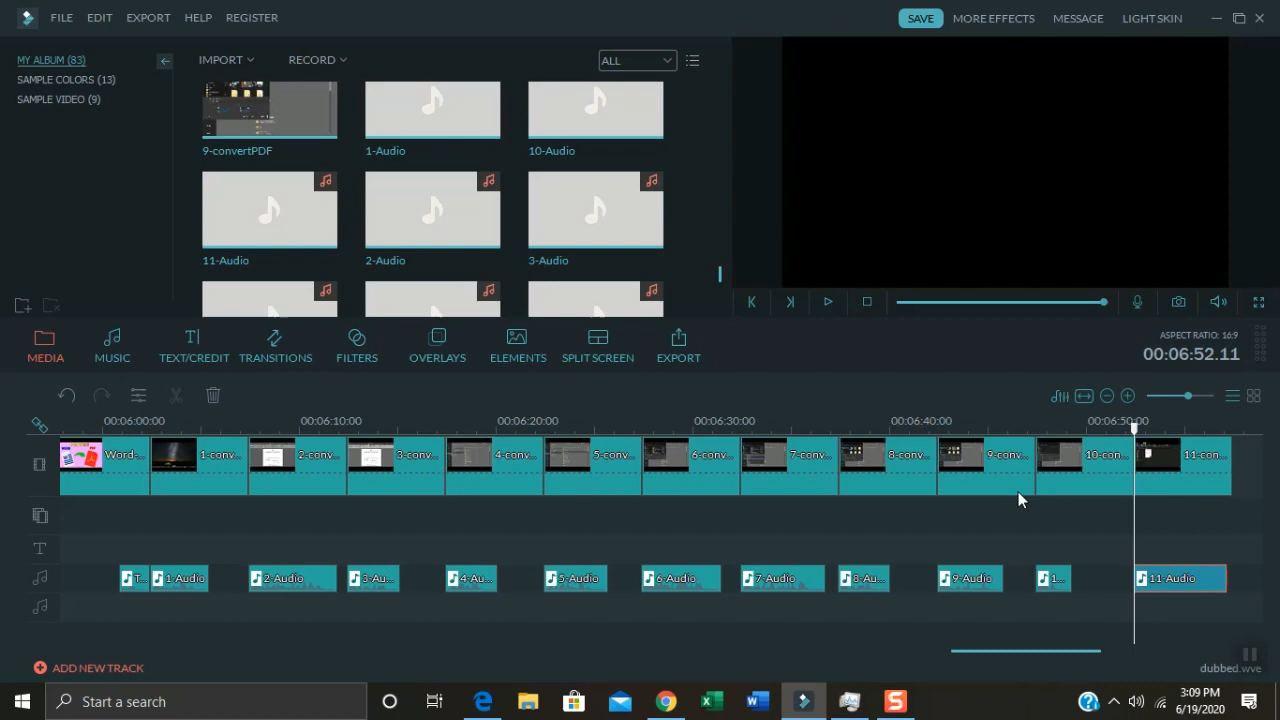 FILE EDIT EXPORT HELP REGISTER SAVE MORE EFFECTS MESSAGE LIGHT SKIN
MY ALBUM (83)
SAMPLE COLORS (13)
SAMPLE VIDEO (9)
IMPORT RECORD ALL
9-convertPDF 1-Audio 10-Audio
11-Audio 2-Audio 3-Audio
MEDIA MUSIC TEXT/CREDIT TRANSITIONS FILTERS OVERLAYS ELEMENTS SPLIT SCREEN EXPORT
ASPECT RATIO: 16:9
00:06:52.11
00:06:00:00 00:06:10:00 00:06:20:00 00:06:30:00 00:06:40:00 00:06:50:00
Word-... 1-conv... 2-conv... 3-conv... 4-conv... 5-conv... 6-conv... 7-conv... 8-conv... 9-conv... 10-con... 11-con...
T... 1-Audio 2-Audio 3-Au... 4-Au... 5-Audio 6-Audio 7-Audio 8-Au... 9-Audio 1... 11-Audio
ADD NEW TRACK
dubbed.wve
Start a search
3:09 PM
6/19/2020